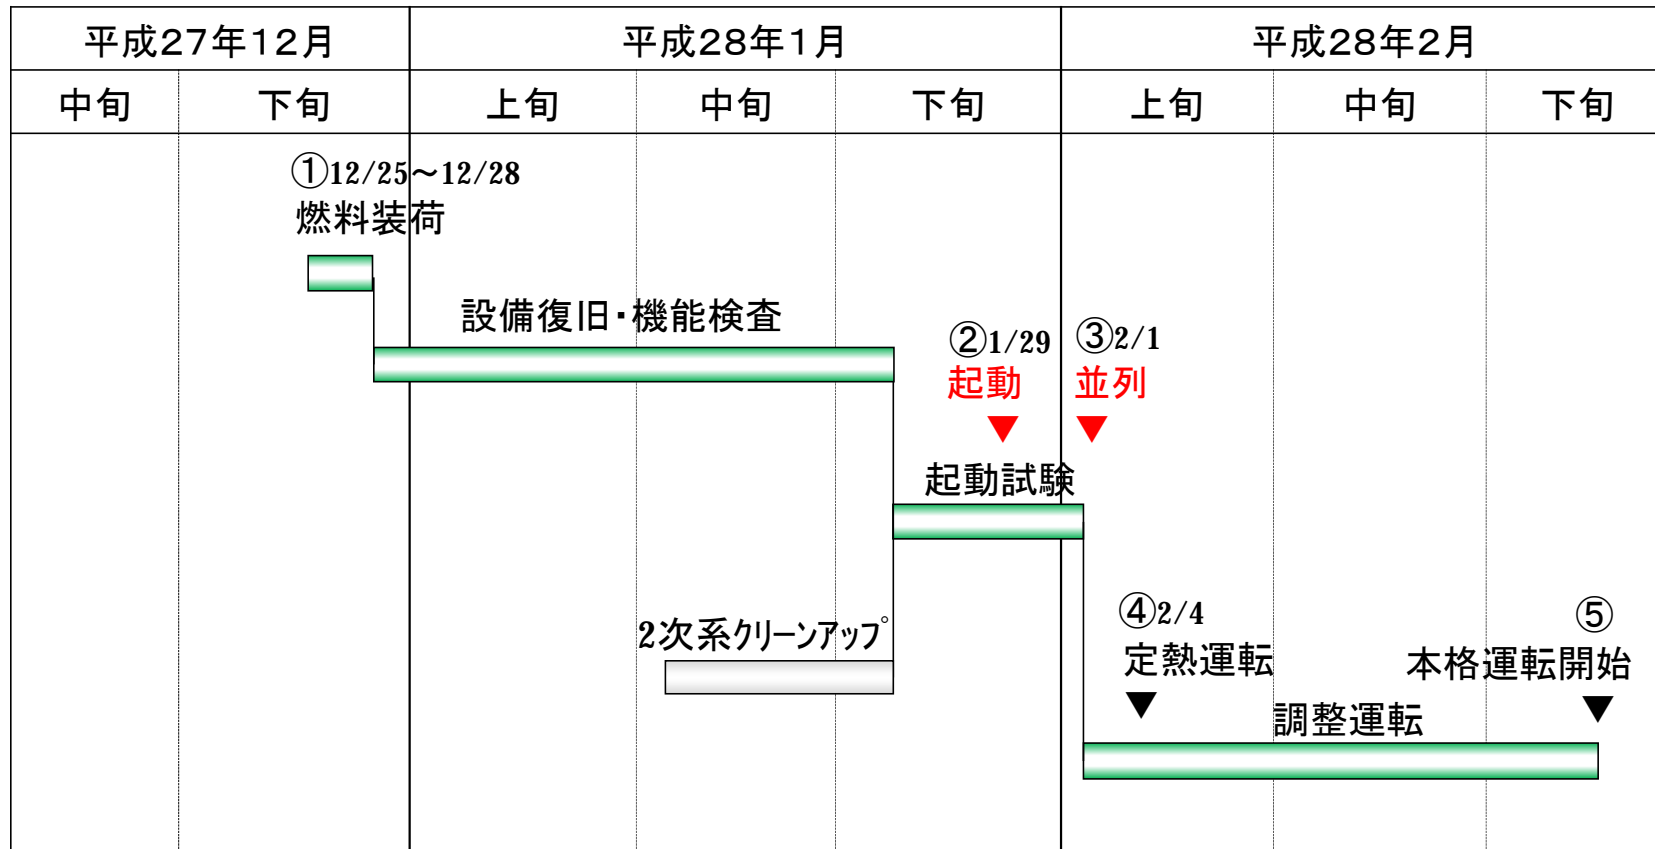 平成27年12月
平成28年1月
平成28年2月
中旬
下旬
上旬
中旬
下旬
上旬
中旬
下旬
①12/25～12/28
燃料装荷
設備復旧・機能検査
②1/29
起動
③2/1
並列
起動試験
2次系ｸﾘｰﾝｱｯﾌﾟ
④2/4
定熱運転
⑤
本格運転開始
調整運転